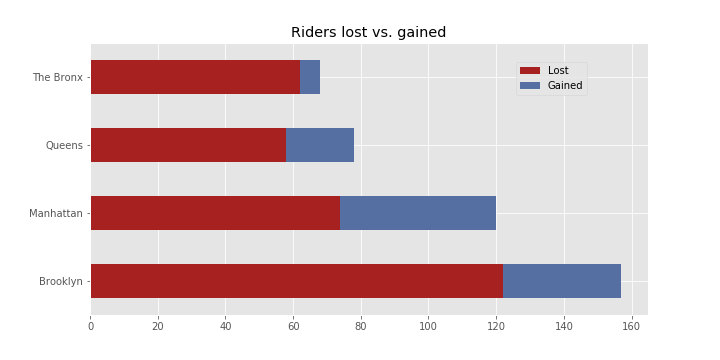 Riders lost vs. gained
Lost
Gained
The Bronx
Queens
Manhattan
Brooklyn
0 20 40 60 80 100 120 140 160